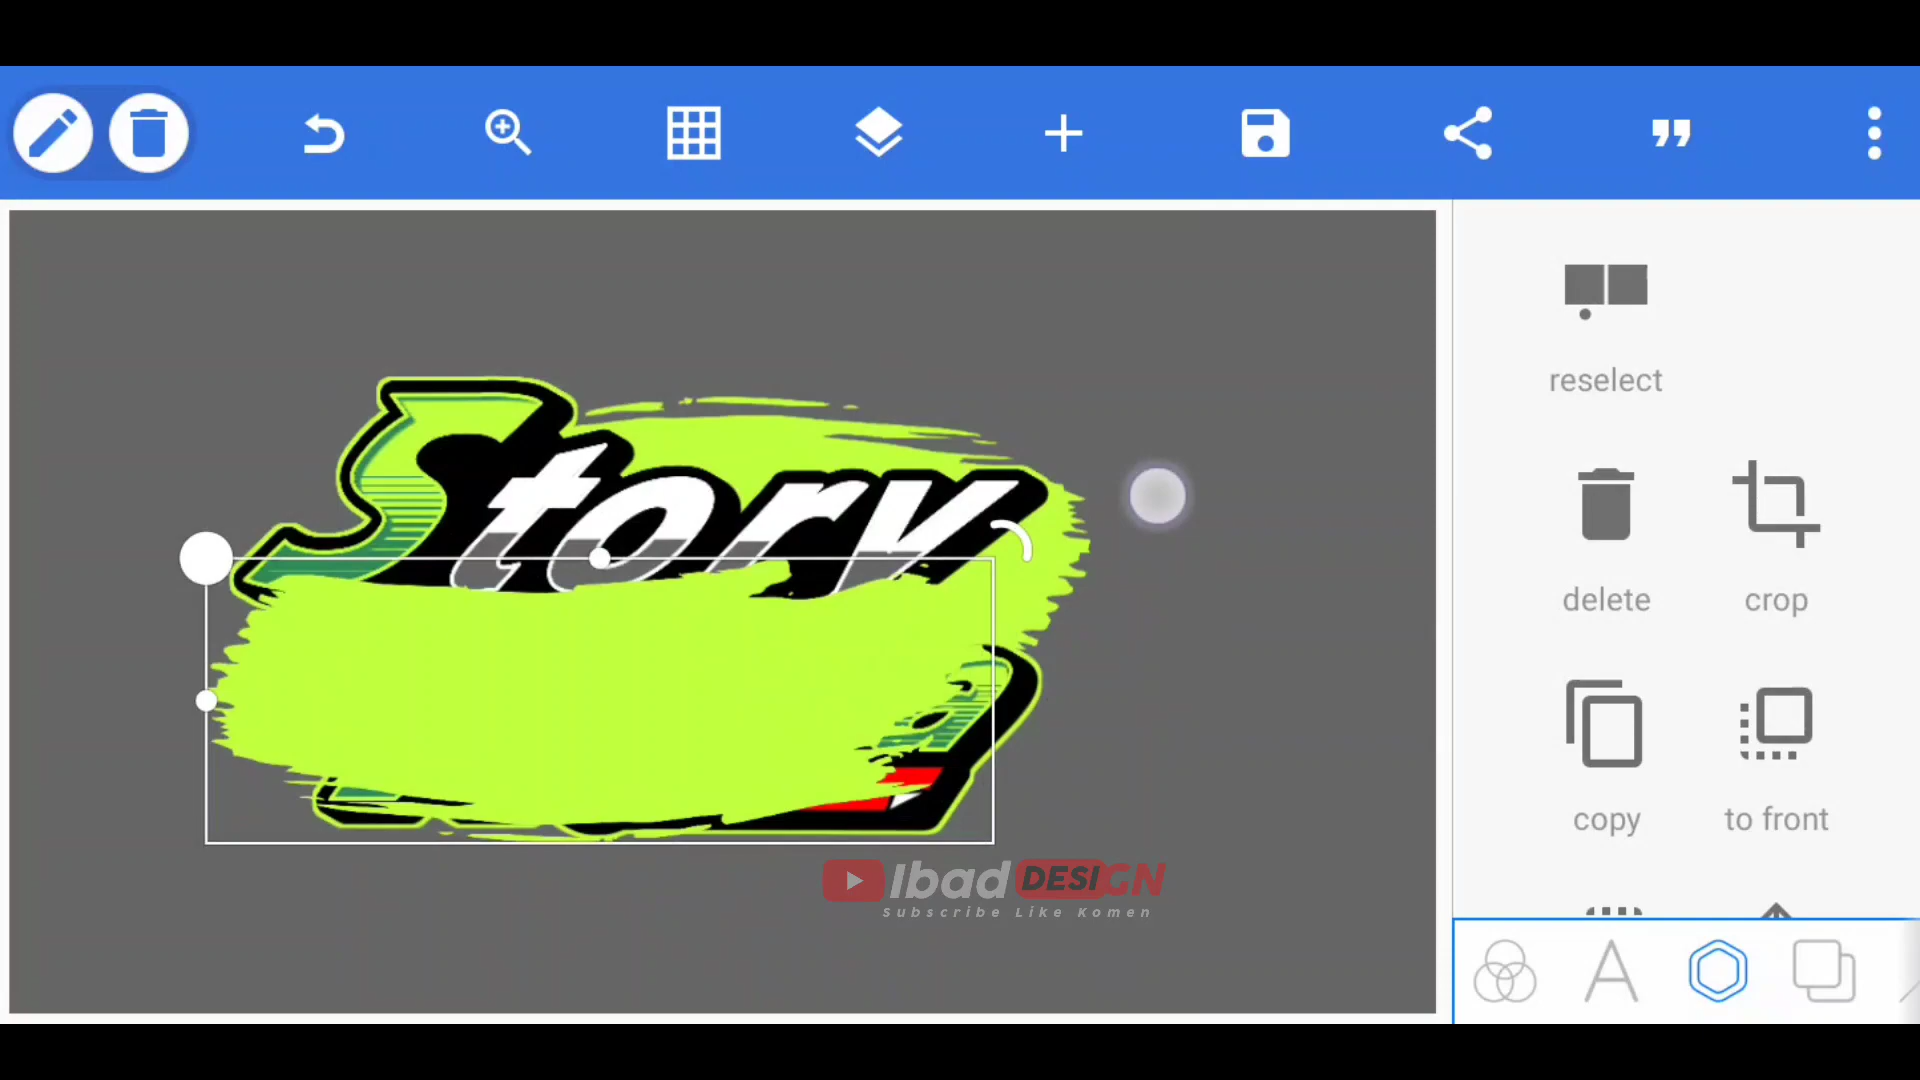 reselect
Story
delete
crop
copy
to front
Ibad DESIGN
Subscribe Like Komen